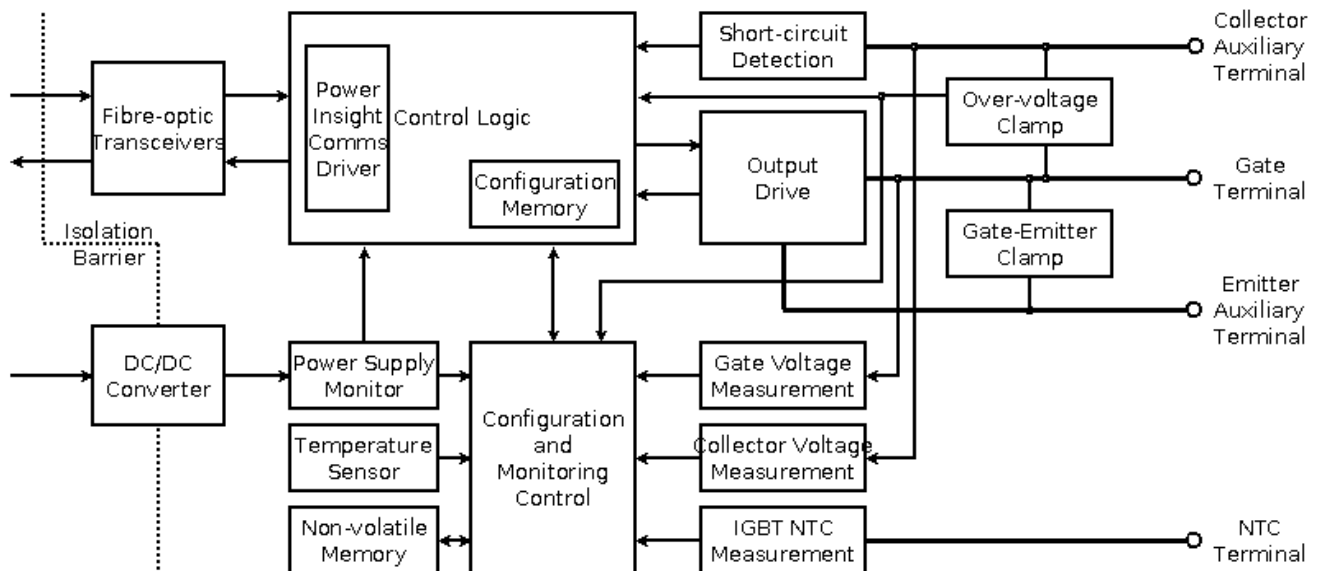 Short-circuit
Detection
Collector
Auxiliary
Terminal
Fibre-optic
Transceivers
Power
Insight
Comms
Driver
Control Logic
Configuration
Memory
Output
Drive
Over-voltage
Clamp
Gate
Terminal
Isolation
Barrier
Gate-Emitter
Clamp
Emitter
Auxiliary
Terminal
DC/DC
Converter
Power Supply
Monitor
Configuration
and
Monitoring
Control
Gate Voltage
Measurement
Temperature
Sensor
Collector Voltage
Measurement
Non-volatile
Memory
IGBT NTC
Measurement
NTC
Terminal